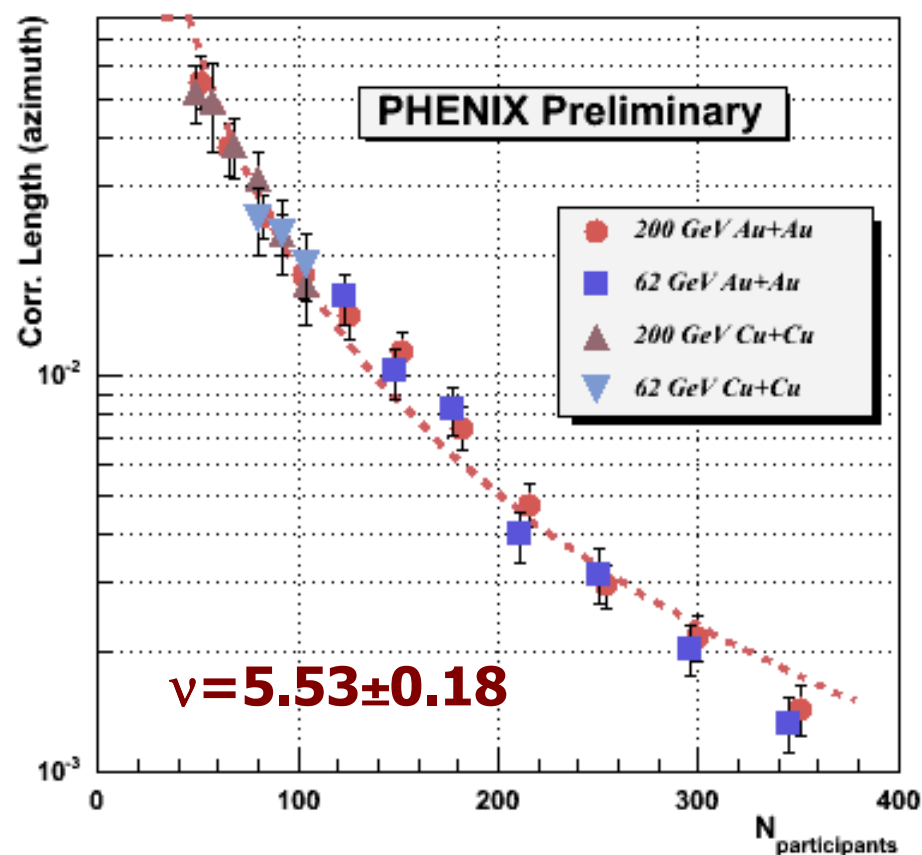 Corr. Length (azimuth)
PHENIX Preliminary
200 GeV Au+Au
62 GeV Au+Au
200 GeV Cu+Cu
62 GeV Cu+Cu
10⁻²
ν=5.53±0.18
10⁻³
0 100 200 300 400
N_participants